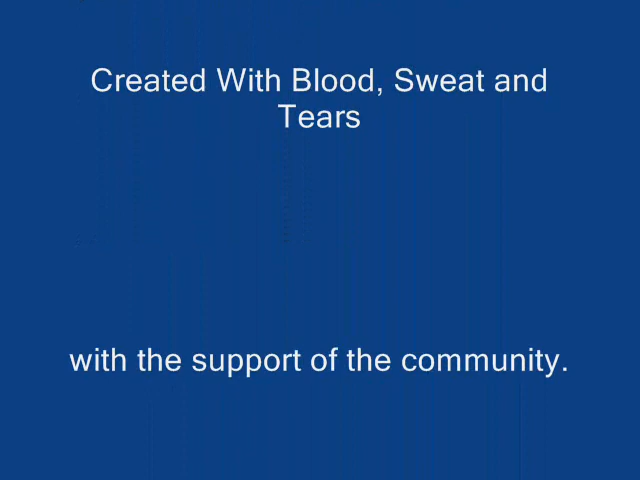 Created With Blood, Sweat and
Tears
with the support of the community.